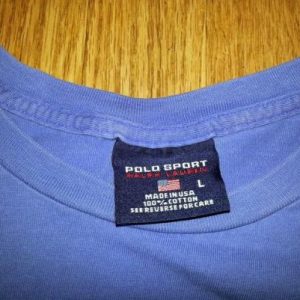 POLO SPORT
RALPH LAUREN
L
MADE IN USA
100% COTTON
SEE REVERSE FOR CARE